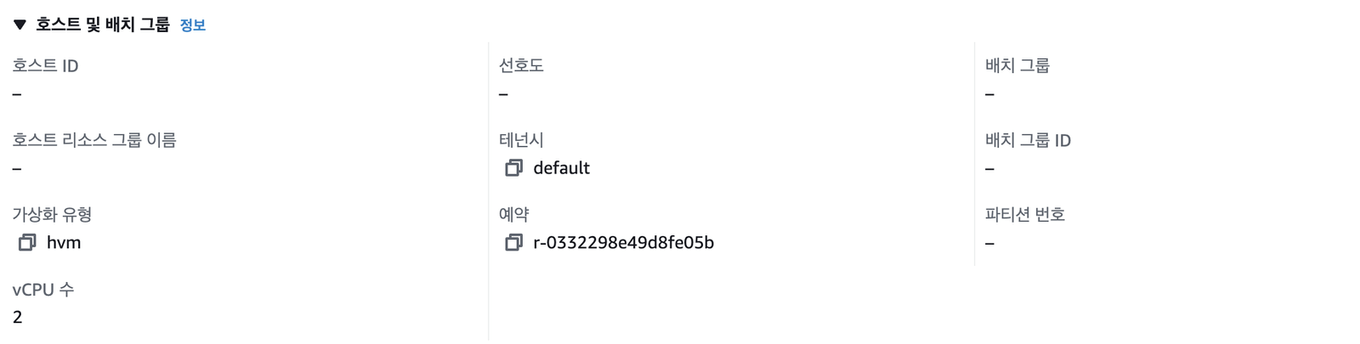 ▼ 호스트 및 배치 그룹 정보
호스트 ID
–
선호도
–
배치 그룹
–
호스트 리소스 그룹 이름
–
테넌시
default
배치 그룹 ID
–
가상화 유형
hvm
예약
r-0332298e49d8fe05b
파티션 번호
–
vCPU 수
2